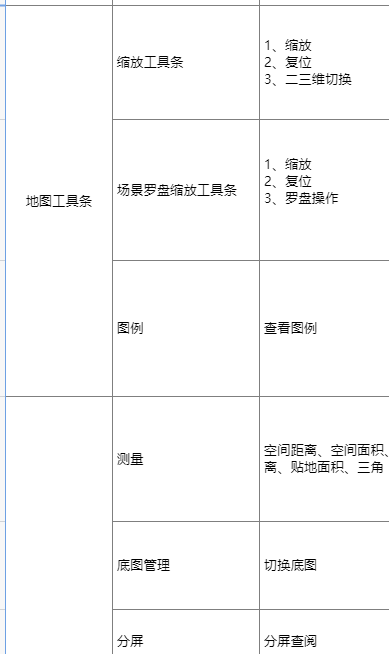 缩放工具条
1、缩放
2、复位
3、二三维切换
地图工具条
场景罗盘缩放工具条
1、缩放
2、复位
3、罗盘操作
图例
查看图例
测量
空间距离、空间面积、
离、贴地面积、三角
底图管理
切换底图
分屏
分屏查阅